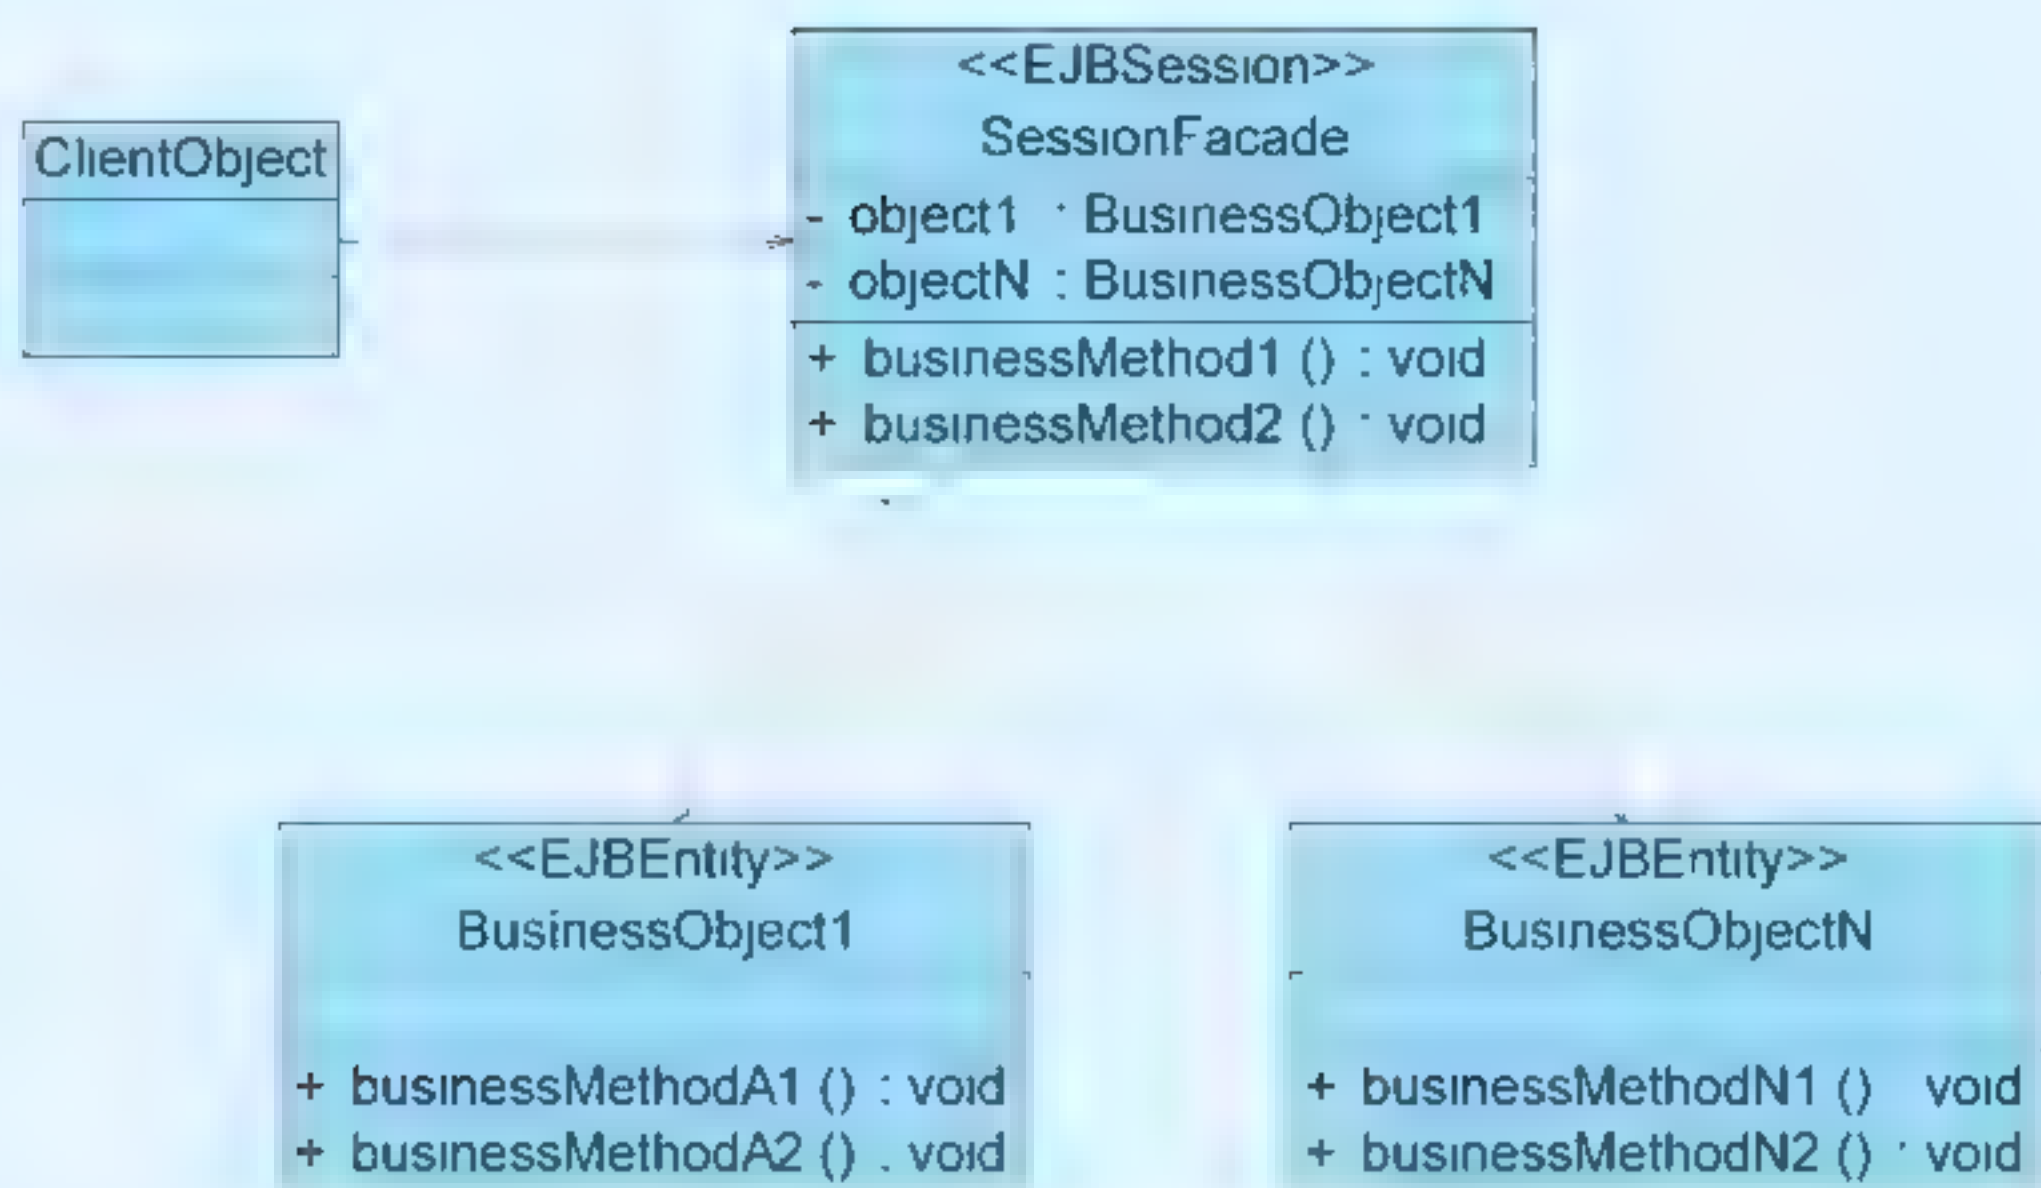 ClientObject
<<EJBSession>>
SessionFacade
- object1 : BusinessObject1
- objectN : BusinessObjectN
+ businessMethod1 () : void
+ businessMethod2 () : void
<<EJBEntity>>
BusinessObject1
+ businessMethodA1 () : void
+ businessMethodA2 () : void
<<EJBEntity>>
BusinessObjectN
+ businessMethodN1 () : void
+ businessMethodN2 () : void